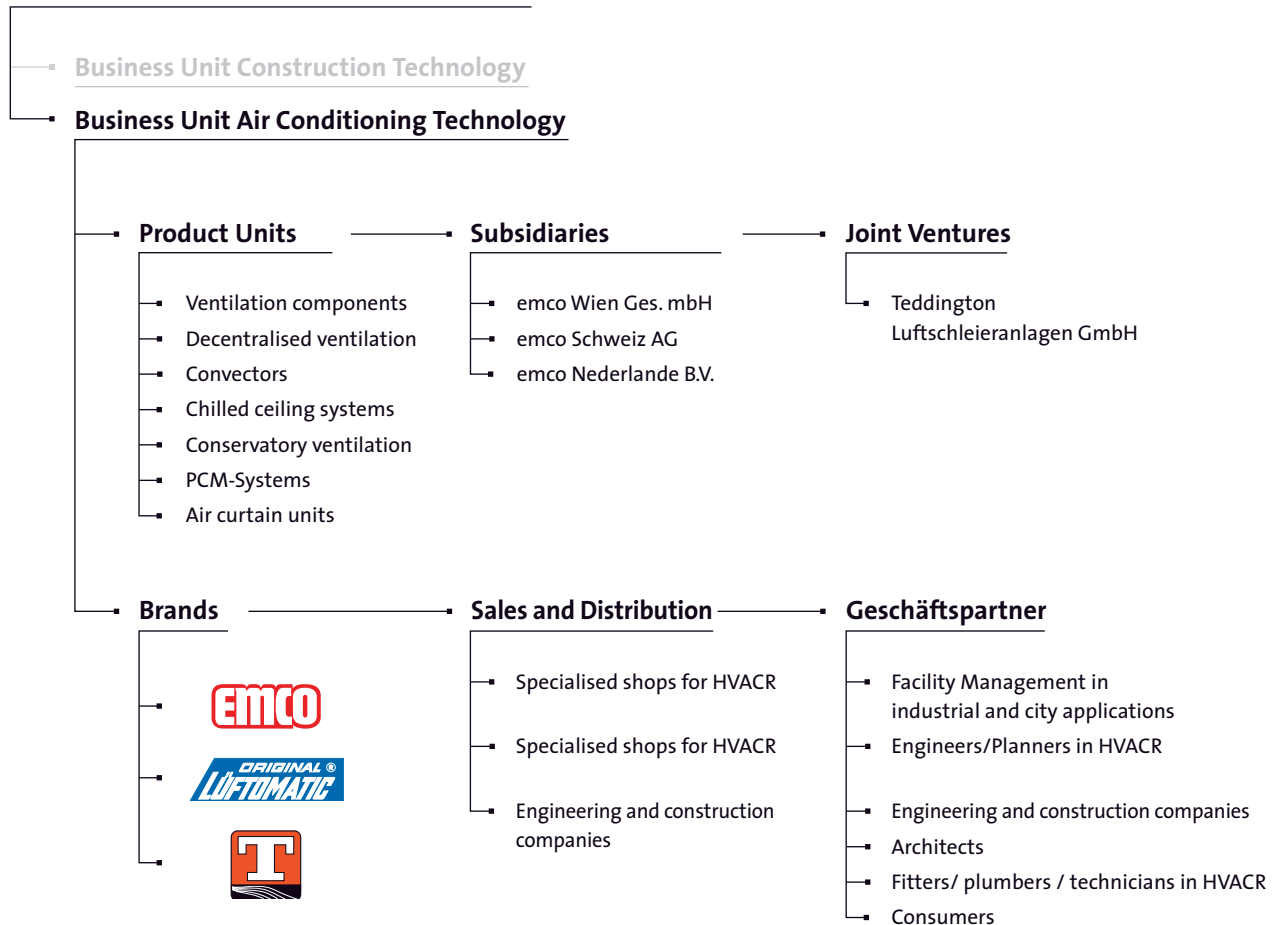 Business Unit Construction Technology
Business Unit Air Conditioning Technology
Product Units
Ventilation components
Decentralised ventilation
Convectors
Chilled ceiling systems
Conservatory ventilation
PCM-Systems
Air curtain units
Subsidiaries
emco Wien Ges. mbH
emco Schweiz AG
emco Nederlande B.V.
Joint Ventures
Teddington
Luftschleieranlagen GmbH
Brands
EMCO
ORIGINAL ®
LÜFTOMATIC
T
Sales and Distribution
Specialised shops for HVACR
Specialised shops for HVACR
Engineering and construction
companies
Geschäftspartner
Facility Management in
industrial and city applications
Engineers/Planners in HVACR
Engineering and construction companies
Architects
Fitters/ plumbers / technicians in HVACR
Consumers